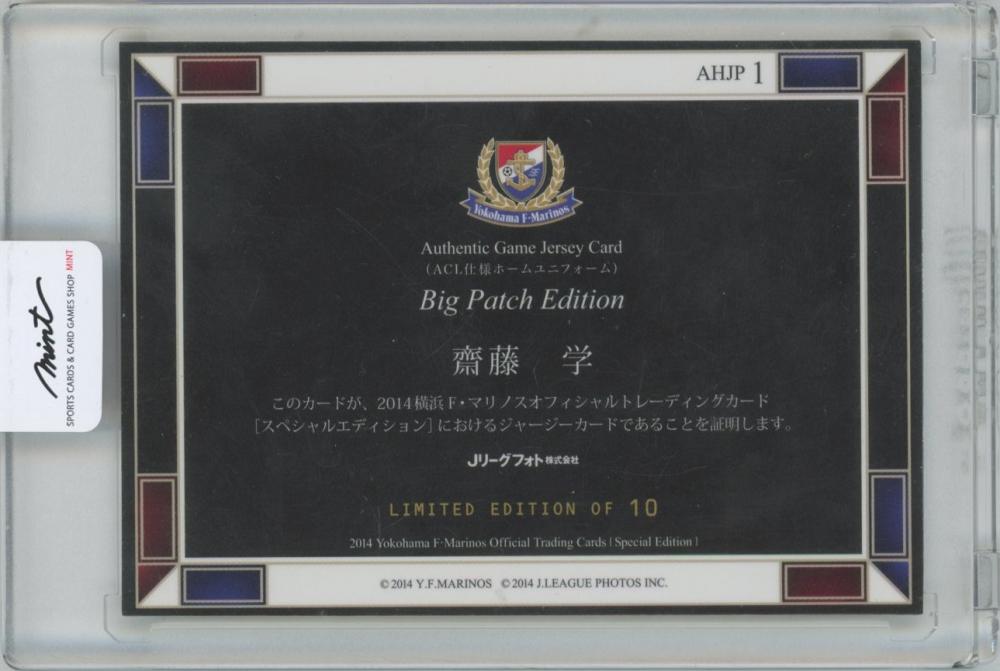 AHJP 1
Yokohama F·Marinos
Authentic Game Jersey Card
（ACL仕様ホームユニフォーム）
Big Patch Edition
齋藤　学
このカードが、2014横浜F・マリノスオフィシャルトレーディングカード
［スペシャルエディション］におけるジャージーカードであることを証明します。
Jリーグフォト株式会社
LIMITED EDITION OF 10
2014 Yokohama F·Marinos Official Trading Cards [ Special Edition ]
© 2014 Y.F.MARINOS © 2014 J.LEAGUE PHOTOS INC.
mint
SPORTS CARDS & CARD GAMES SHOP MINT